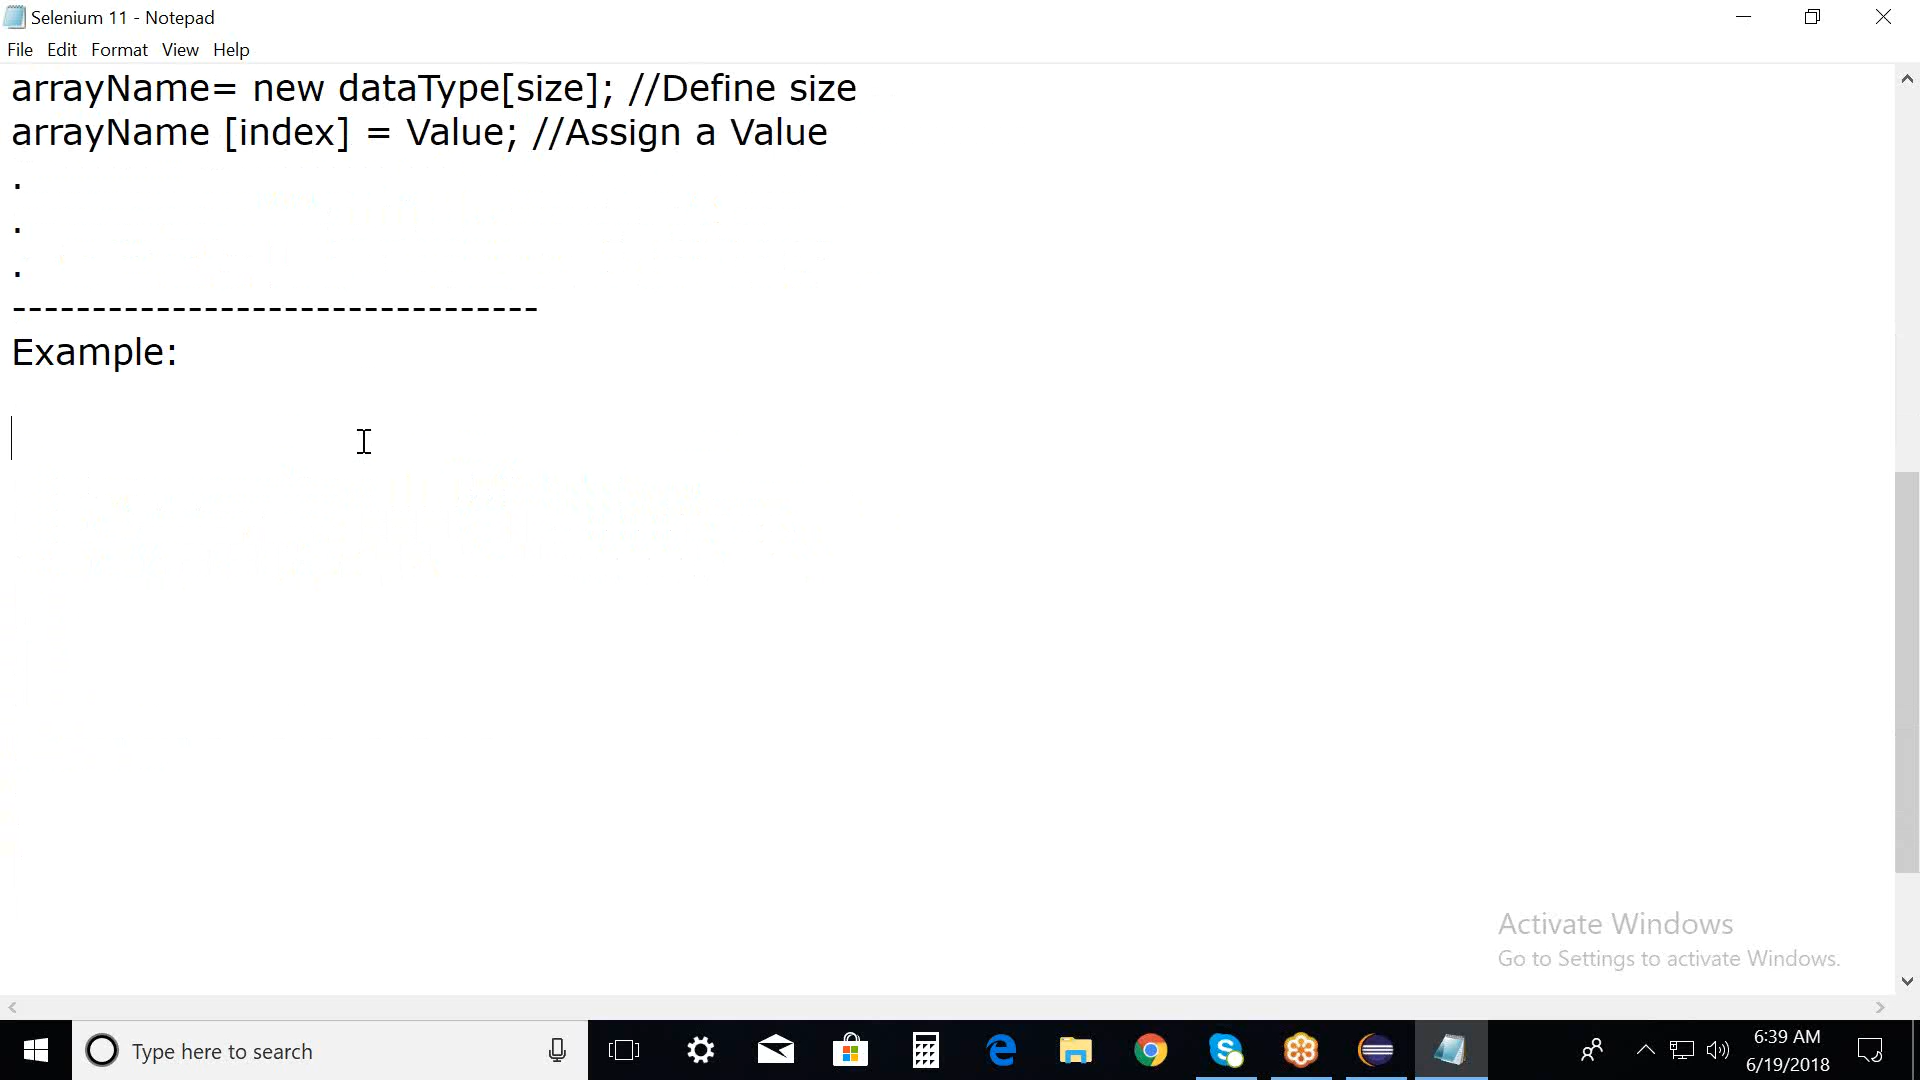 Selenium 11 - Notepad
File Edit Format View Help
arrayName= new dataType[size]; //Define size
arrayName [index] = Value; //Assign a Value
.
.
.
---------------------------------
Example:
Activate Windows
Go to Settings to activate Windows.
Type here to search
6:39 AM
6/19/2018